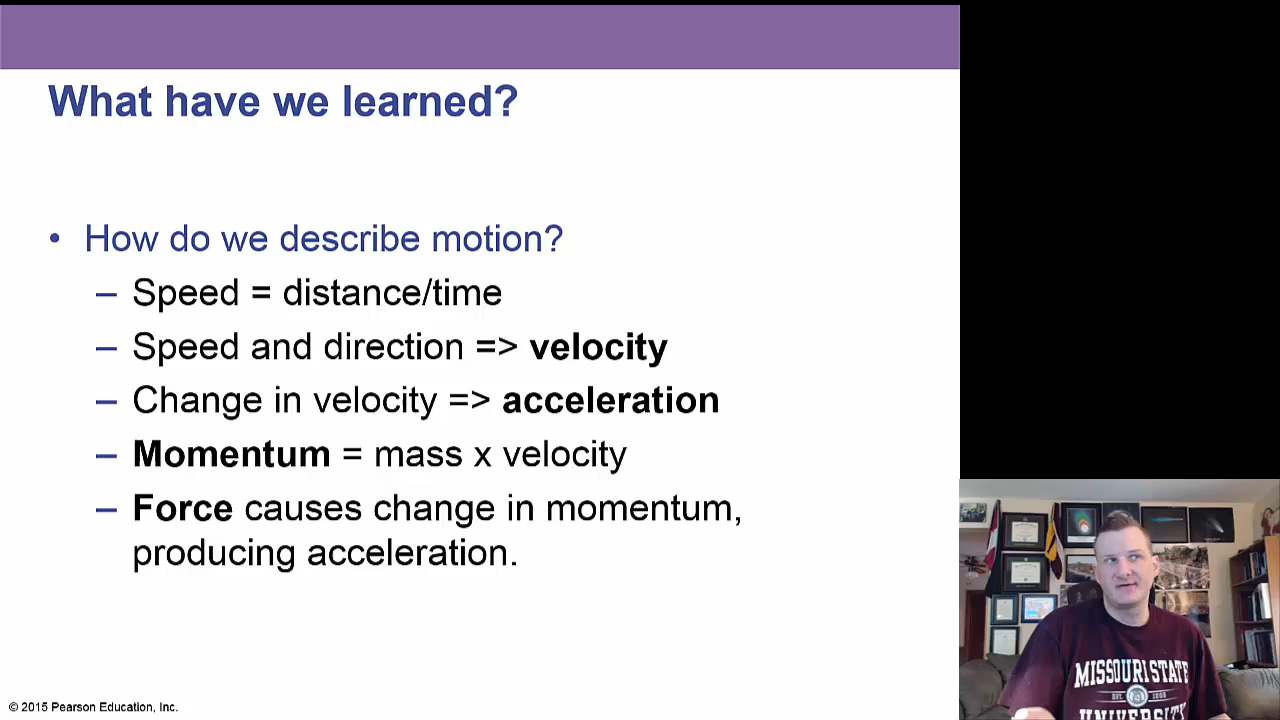 What have we learned?
• How do we describe motion?
– Speed = distance/time
– Speed and direction => velocity
– Change in velocity => acceleration
– Momentum = mass x velocity
– Force causes change in momentum,
producing acceleration.
© 2015 Pearson Education, Inc.
MISSOURI STATE
UNIVERSITY